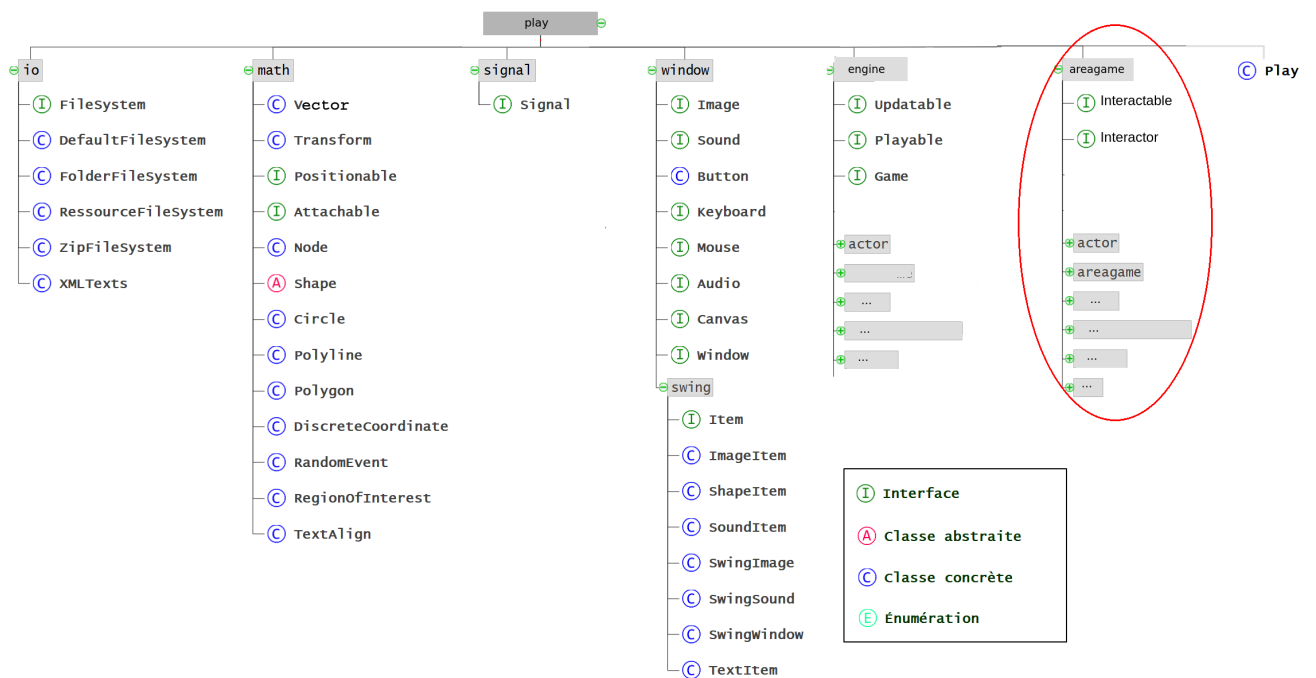 play
io
FileSystem
DefaultFileSystem
FolderFileSystem
RessourceFileSystem
ZipFileSystem
XMLTexts
math
Vector
Transform
Positionable
Attachable
Node
Shape
Circle
Polyline
Polygon
DiscreteCoordinate
RandomEvent
RegionOfInterest
TextAlign
signal
Signal
window
Image
Sound
Button
Keyboard
Mouse
Audio
Canvas
Window
swing
Item
ImageItem
ShapeItem
SoundItem
SwingImage
SwingSound
SwingWindow
TextItem
engine
Updatable
Playable
Game
actor
...
...
...
areagame
Interactable
Interactor
actor
areagame
...
...
...
...
Play
I Interface
A Classe abstraite
C Classe concrète
E Énumération